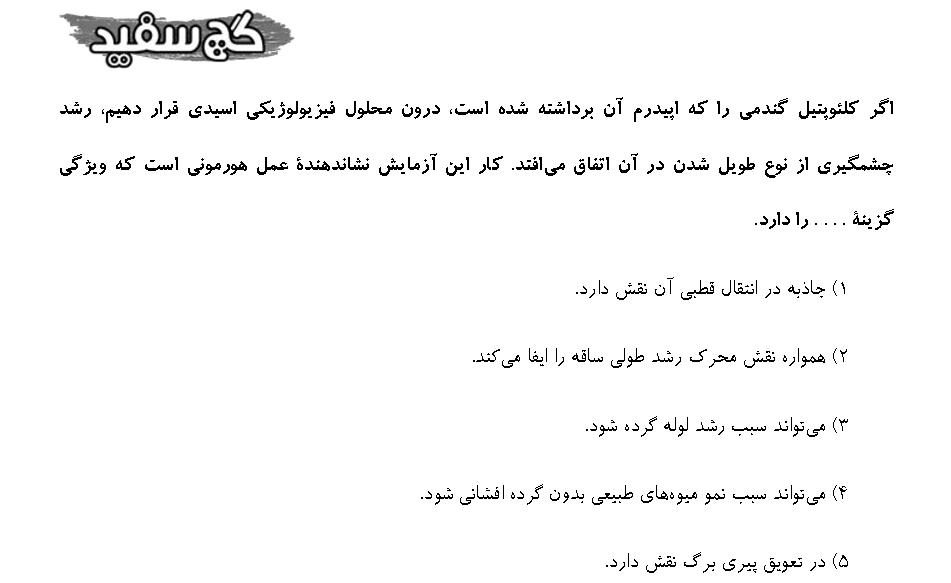 گچ سفید
اگر کلئوپتیل گندمی را که اپیدرم آن برداشته شده است، درون محلول فیزیولوژیکی اسیدی قرار دهیم، رشد
چشمگیری از نوع طویل شدن در آن اتفاق می‌افتد. کار این آزمایش نشاندهندهٔ عمل هورمونی است که ویژگی
گزینهٔ . . . . را دارد.
۱) جاذبه در انتقال قطبی آن نقش دارد.
۲) همواره نقش محرک رشد طولی ساقه را ایفا می‌کند.
۳) می‌تواند سبب رشد لوله گرده شود.
۴) می‌تواند سبب نمو میوه‌های طبیعی بدون گرده افشانی شود.
۵) در تعویق پیری برگ نقش دارد.